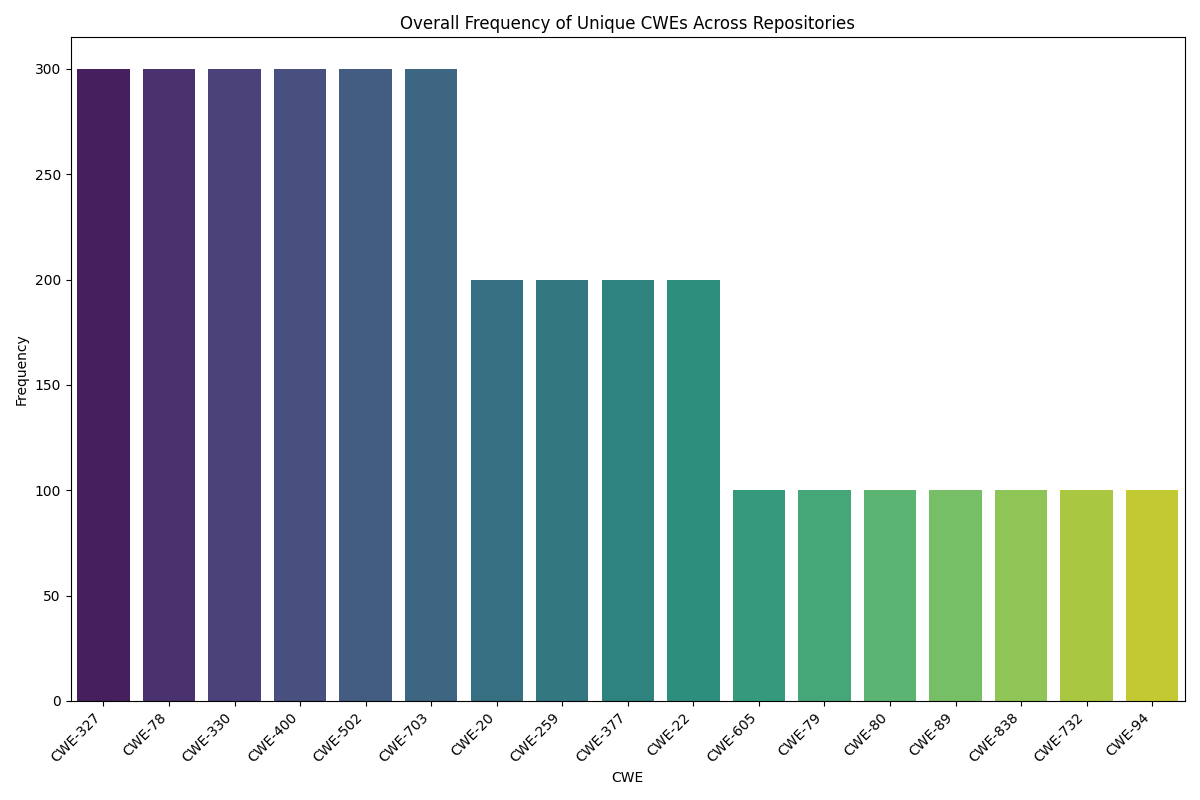 Overall Frequency of Unique CWEs Across Repositories
Frequency
300
250
200
150
100
50
0
CWE-327
CWE-78
CWE-330
CWE-400
CWE-502
CWE-703
CWE-20
CWE-259
CWE-377
CWE-22
CWE-605
CWE-79
CWE-80
CWE-89
CWE-838
CWE-732
CWE-94
CWE